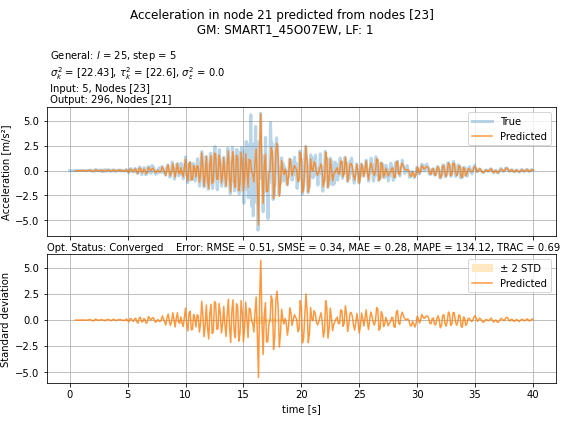 Acceleration in node 21 predicted from nodes [23]
GM: SMART1_45O07EW, LF: 1
General: l = 25, step = 5
σ²ₖ = [22.43], τ²ₖ = [22.6], σ²ε = 0.0
Input: 5, Nodes [23]
Output: 296, Nodes [21]
Acceleration [m/s²]
5.0
2.5
0.0
−2.5
−5.0
True
Predicted
Opt. Status: Converged    Error: RMSE = 0.51, SMSE = 0.34, MAE = 0.28, MAPE = 134.12, TRAC = 0.69
Standard deviation
5.0
2.5
0.0
−2.5
−5.0
± 2 STD
Predicted
0 5 10 15 20 25 30 35 40
time [s]